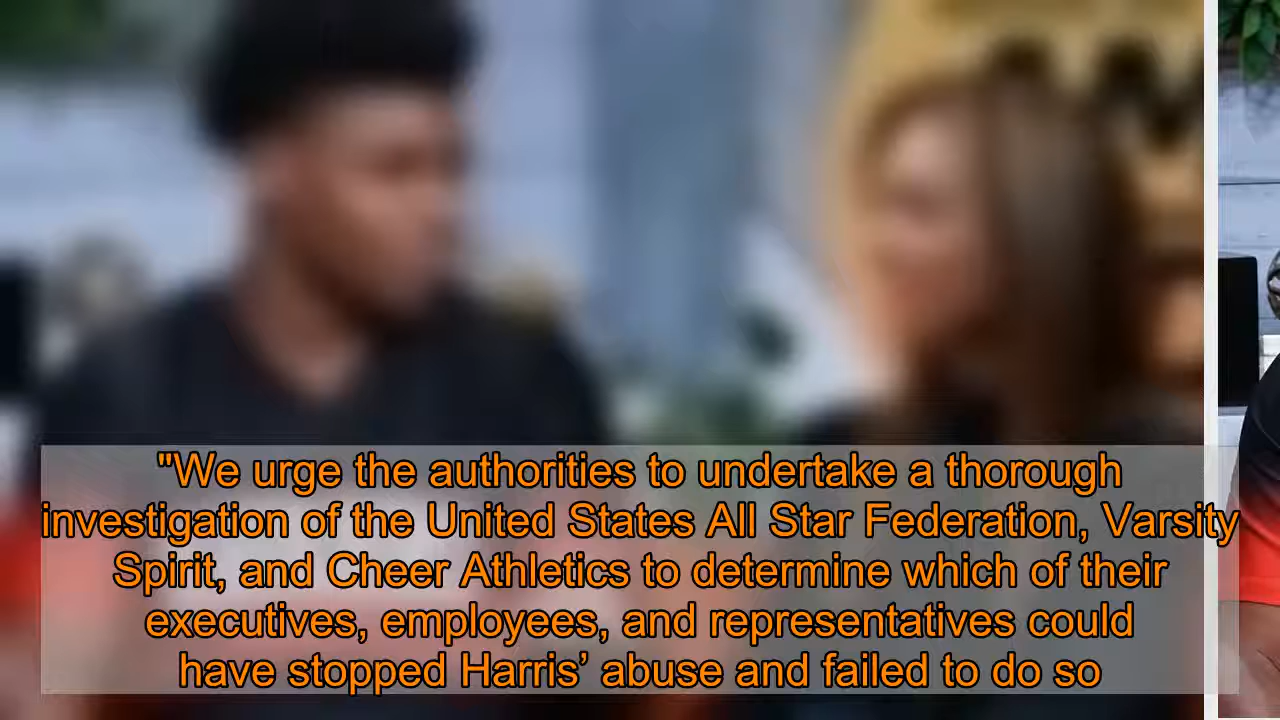 "We urge the authorities to undertake a thorough
investigation of the United States All Star Federation, Varsity
Spirit, and Cheer Athletics to determine which of their
executives, employees, and representatives could
have stopped Harris’ abuse and failed to do so